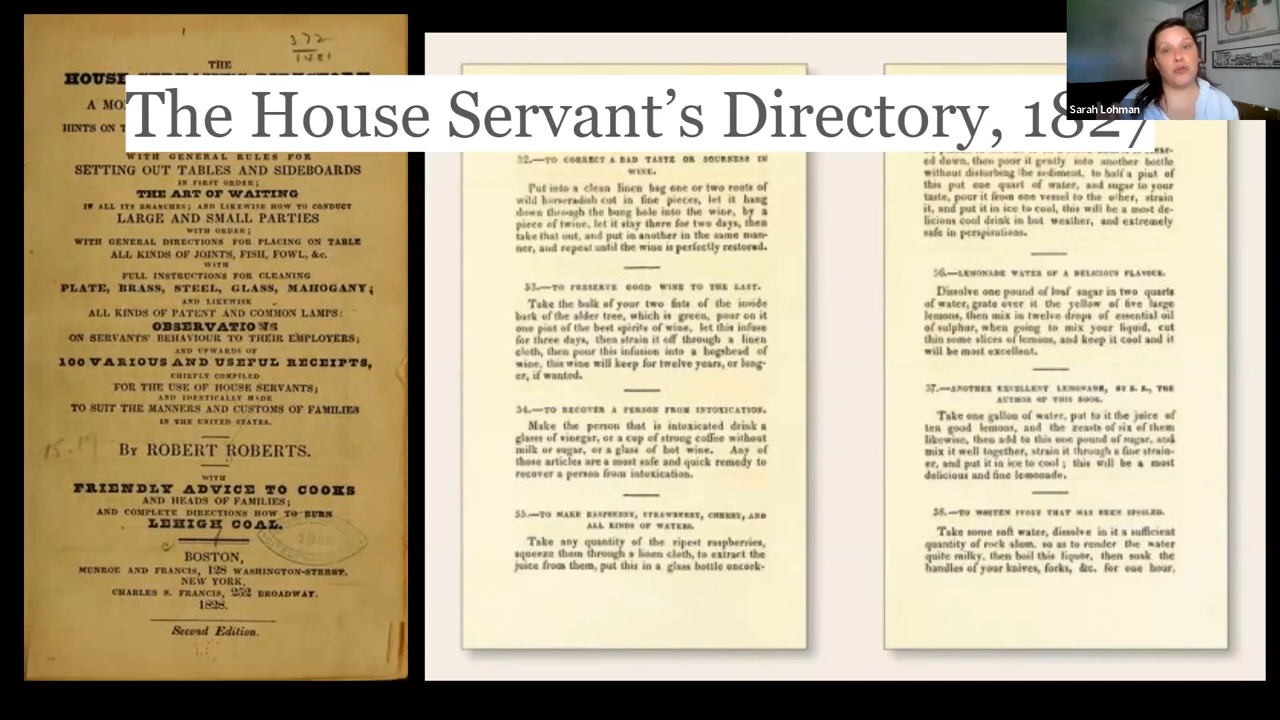 372
1481
THE
HOUSE SERVANT'S DIRECTORY
A MO
HINTS ON T
The House Servant's Directory, 1827
Sarah Lohman
WITH GENERAL RULES FOR
SETTING OUT TABLES AND SIDEBOARDS
IN FIRST ORDER;
THE ART OF WAITING
IN ALL ITS BRANCHES; AND LIKEWISE HOW TO CONDUCT
LARGE AND SMALL PARTIES
WITH ORDER;
WITH GENERAL DIRECTIONS FOR PLACING ON TABLE
ALL KINDS OF JOINTS, FISH, FOWL, &c.
WITH
FULL INSTRUCTIONS FOR CLEANING
PLATE, BRASS, STEEL, GLASS, MAHOGANY;
AND LIKEWISE
ALL KINDS OF PATENT AND COMMON LAMPS:
OBSERVATIONS
ON SERVANTS' BEHAVIOUR TO THEIR EMPLOYERS;
AND UPWARDS OF
100 VARIOUS AND USEFUL RECEIPTS,
CHIEFLY COMPILED
FOR THE USE OF HOUSE SERVANTS;
AND IDENTICALLY MADE
TO SUIT THE MANNERS AND CUSTOMS OF FAMILIES
IN THE UNITED STATES.
By ROBERT ROBERTS.
WITH
FRIENDLY ADVICE TO COOKS
AND HEADS OF FAMILIES;
AND COMPLETE DIRECTIONS HOW TO BURN
LEHIGH COAL.
BOSTON,
MUNROE AND FRANCIS, 128 WASHINGTON-STREET.
NEW YORK,
CHARLES S. FRANCIS, 252 BROADWAY.
1828.
Second Edition.
52.—TO CORRECT A BAD TASTE OR SOURNESS IN
WINE.
Put into a clean linen bag one or two roots of
wild horseradish cut in fine pieces, let it hang
down through the bung hole into the wine, by a
piece of twine, let it stay there for two days, then
take that out, and put in another in the same man-
ner, and repeat until the wine is perfectly restored.
53.—TO PRESERVE GOOD WINE TO THE LAST.
Take the bulk of your two fists of the inside
bark of the alder tree, which is green, pour on it
one pint of the best spirits of wine, let this infuse
for three days, then strain it off through a linen
cloth, then pour this infusion into a hogshead of
wine, this wine will keep for twelve years, or long-
er, if wanted.
54.—TO RECOVER A PERSON FROM INTOXICATION.
Make the person that is intoxicated drink a
glass of vinegar, or a cup of strong coffee without
milk or sugar, or a glass of hot wine. Any of
those articles are a most safe and quick remedy to
recover a person from intoxication.
55.—TO MAKE RASPBERRY, STRAWBERRY, CHERRY, AND
ALL KINDS OF WATERS.
Take any quantity of the ripest raspberries,
squeeze them through a linen cloth, to extract the
juice from them, put this in a glass bottle uncork-
ed down, then pour it gently into another bottle
without disturbing the sediment, to half a pint of
this put one quart of water, and sugar to your
taste, pour it from one vessel to the other, strain
it, and put it in ice to cool, this will be a most de-
licious cool drink in hot weather, and extremely
safe in perspirations.
56.—LEMONADE WATER OF A DELICIOUS FLAVOUR.
Dissolve one pound of loaf sugar in two quarts
of water, grate over it the yellow of five large
lemons, then mix in twelve drops of essential oil
of sulphur, when going to mix your liquid, cut
thin some slices of lemons, and keep it cool and it
will be most excellent.
57.—ANOTHER EXCELLENT LEMONADE, BY R. R., THE
AUTHOR OF THIS BOOK.
Take one gallon of water, put to it the juice of
ten good lemons, and the zeasts of six of them
likewise, then add to this one pound of sugar, and
mix it well together, strain it through a fine strain-
er, and put it in ice to cool; this will be a most
delicious and fine lemonade.
58.—TO WHITEN IVORY THAT HAS BEEN SPOILED.
Take some soft water, dissolve in it a sufficient
quantity of rock alum, so as to render the water
quite milky, then boil this liquor, then soak the
handles of your knives, forks, &c. for one hour,